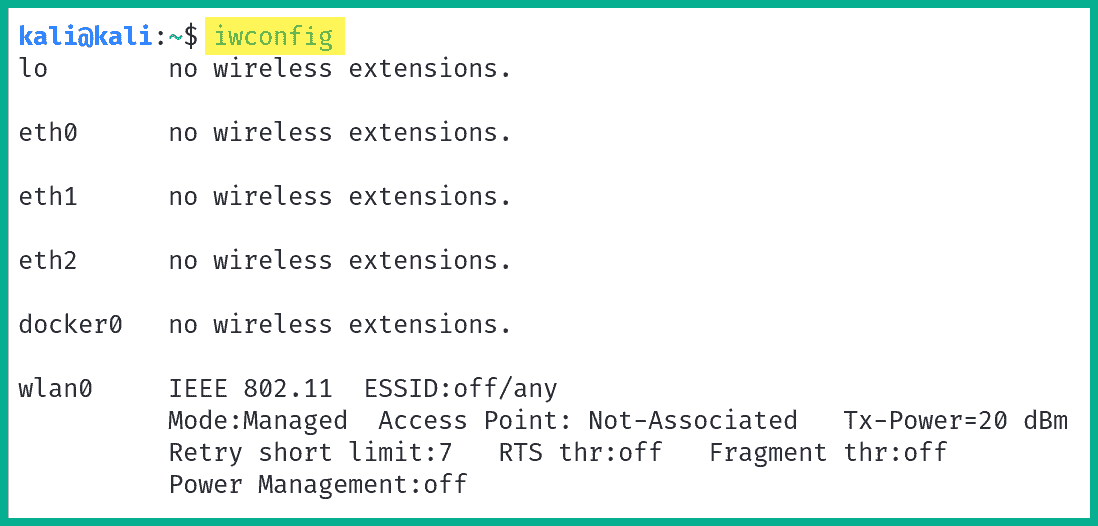 kali@kali:~$ iwconfig
lo        no wireless extensions.
eth0      no wireless extensions.
eth1      no wireless extensions.
eth2      no wireless extensions.
docker0   no wireless extensions.
wlan0     IEEE 802.11  ESSID:off/any
          Mode:Managed  Access Point: Not-Associated   Tx-Power=20 dBm
          Retry short limit:7   RTS thr:off   Fragment thr:off
          Power Management:off